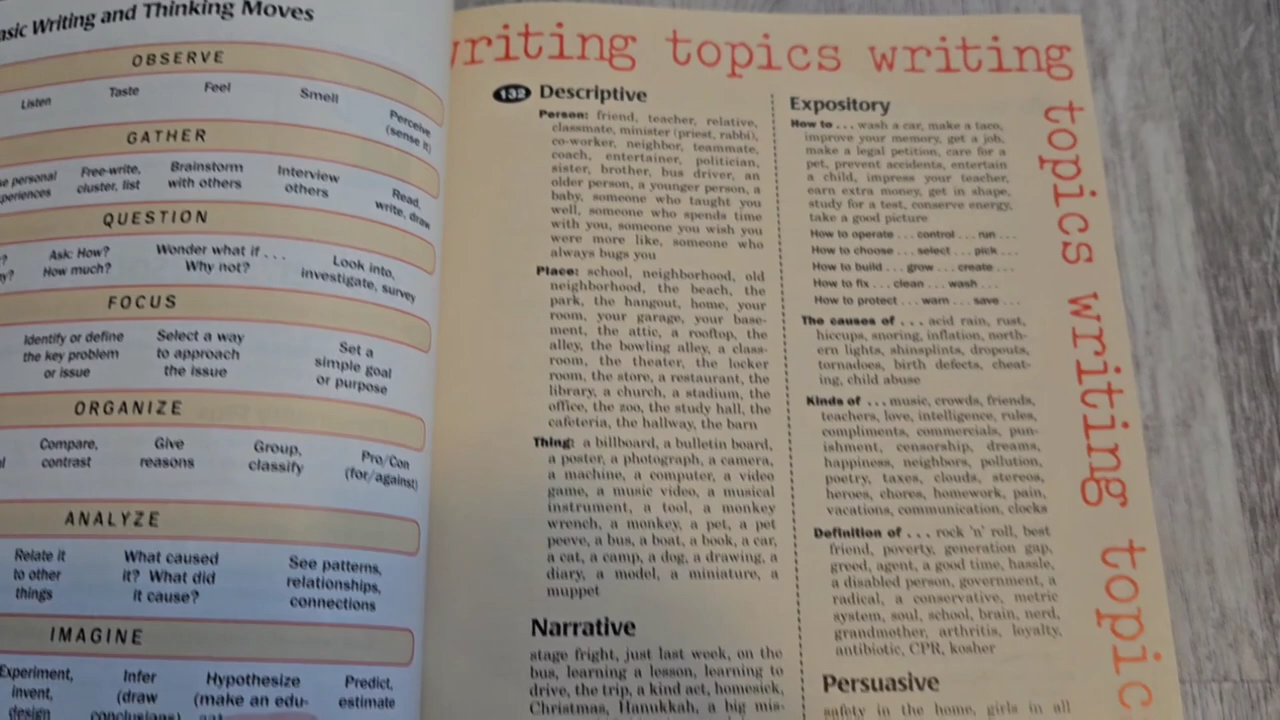 asic Writing and Thinking Moves
OBSERVE
Listen Taste Feel Smell Perceive
(sense it)
GATHER
personal Free-write, Brainstorm Interview Read,
periences cluster, list with others others write, draw
QUESTION
Ask: How? Wonder what if . . . Look into,
How much? Why not? investigate, survey
FOCUS
Identify or define Select a way Set a
the key problem to approach simple goal
or issue the issue or purpose
ORGANIZE
Compare, Give Group, Pro/Con
contrast reasons classify (for/against)
ANALYZE
Relate it What caused See patterns,
to other it? What did relationships,
things it cause? connections
IMAGINE
Experiment, Infer Hypothesize Predict,
invent, (draw (make an edu- estimate
design conclusions)
writing topics writing
132 Descriptive
Person: friend, teacher, relative,
classmate, minister (priest, rabbi),
co-worker, neighbor, teammate,
coach, entertainer, politician,
sister, brother, bus driver, an
older person, a younger person, a
baby, someone who taught you
well, someone who spends time
with you, someone you wish you
were more like, someone who
always bugs you
Place: school, neighborhood, old
neighborhood, the beach, the
park, the hangout, home, your
room, your garage, your base-
ment, the attic, a rooftop, the
alley, the bowling alley, a class-
room, the theater, the locker
room, the store, a restaurant, the
library, a church, a stadium, the
office, the zoo, the study hall, the
cafeteria, the hallway, the barn
Thing: a billboard, a bulletin board,
a poster, a photograph, a camera,
a machine, a computer, a video
game, a music video, a musical
instrument, a tool, a monkey
wrench, a monkey, a pet, a pet
peeve, a bus, a boat, a book, a car,
a cat, a camp, a dog, a drawing, a
diary, a model, a miniature, a
muppet
Narrative
stage fright, just last week, on the
bus, learning a lesson, learning to
drive, the trip, a kind act, homesick,
Christmas, Hanukkah, a big mis-
Expository
How to . . . wash a car, make a taco,
improve your memory, get a job,
make a legal petition, care for a
pet, prevent accidents, entertain
a child, impress your teacher,
earn extra money, get in shape,
study for a test, conserve energy,
take a good picture
How to operate . . . control . . . run . . .
How to choose . . . select . . . pick . . .
How to build . . . grow . . . create . . .
How to fix . . . clean . . . wash . . .
How to protect . . . warn . . . save . . .
The causes of . . . acid rain, rust,
hiccups, snoring, inflation, north-
ern lights, shinsplints, dropouts,
tornadoes, birth defects, cheat-
ing, child abuse
Kinds of . . . music, crowds, friends,
teachers, love, intelligence, rules,
compliments, commercials, pun-
ishment, censorship, dreams,
happiness, neighbors, pollution,
poetry, taxes, clouds, stereos,
heroes, chores, homework, pain,
vacations, communication, clocks
Definition of . . . rock 'n' roll, best
friend, poverty, generation gap,
greed, agent, a good time, hassle,
a disabled person, government, a
radical, a conservative, metric
system, soul, school, brain, nerd,
grandmother, arthritis, loyalty,
antibiotic, CPR, kosher
Persuasive
safety in the home, girls in all
topics writing topic